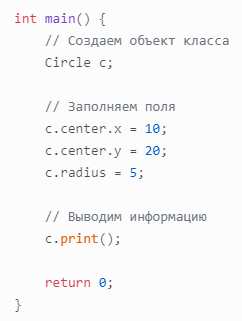 int main() {
    // Создаем объект класса
    Circle c;

    // Заполняем поля
    c.center.x = 10;
    c.center.y = 20;
    c.radius = 5;

    // Выводим информацию
    c.print();

    return 0;
}